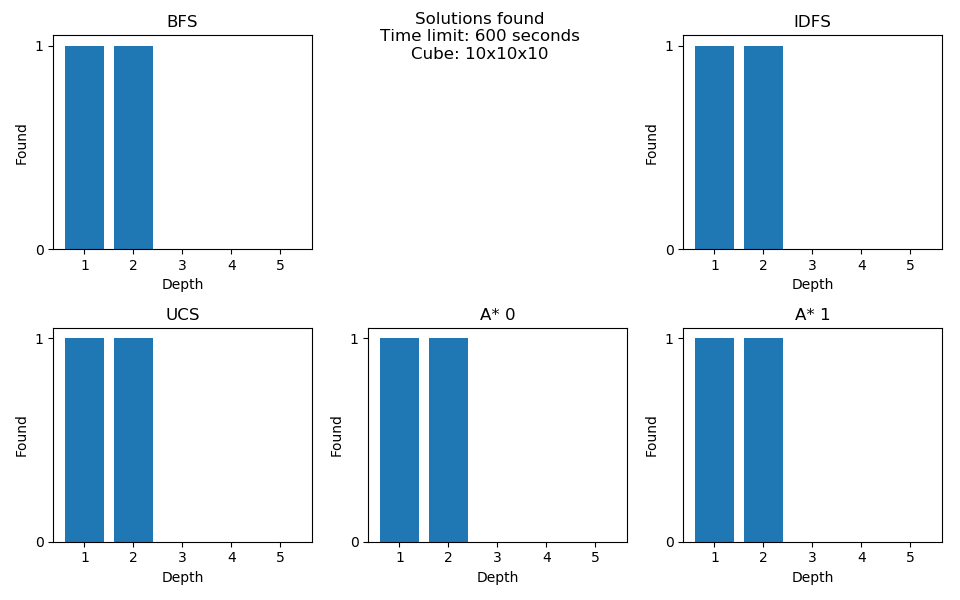 BFS
1
Found
0
1 2 3 4 5
Depth
Solutions found
Time limit: 600 seconds
Cube: 10x10x10
IDFS
1
Found
0
1 2 3 4 5
Depth
UCS
1
Found
0
1 2 3 4 5
Depth
A* 0
1
Found
0
1 2 3 4 5
Depth
A* 1
1
Found
0
1 2 3 4 5
Depth